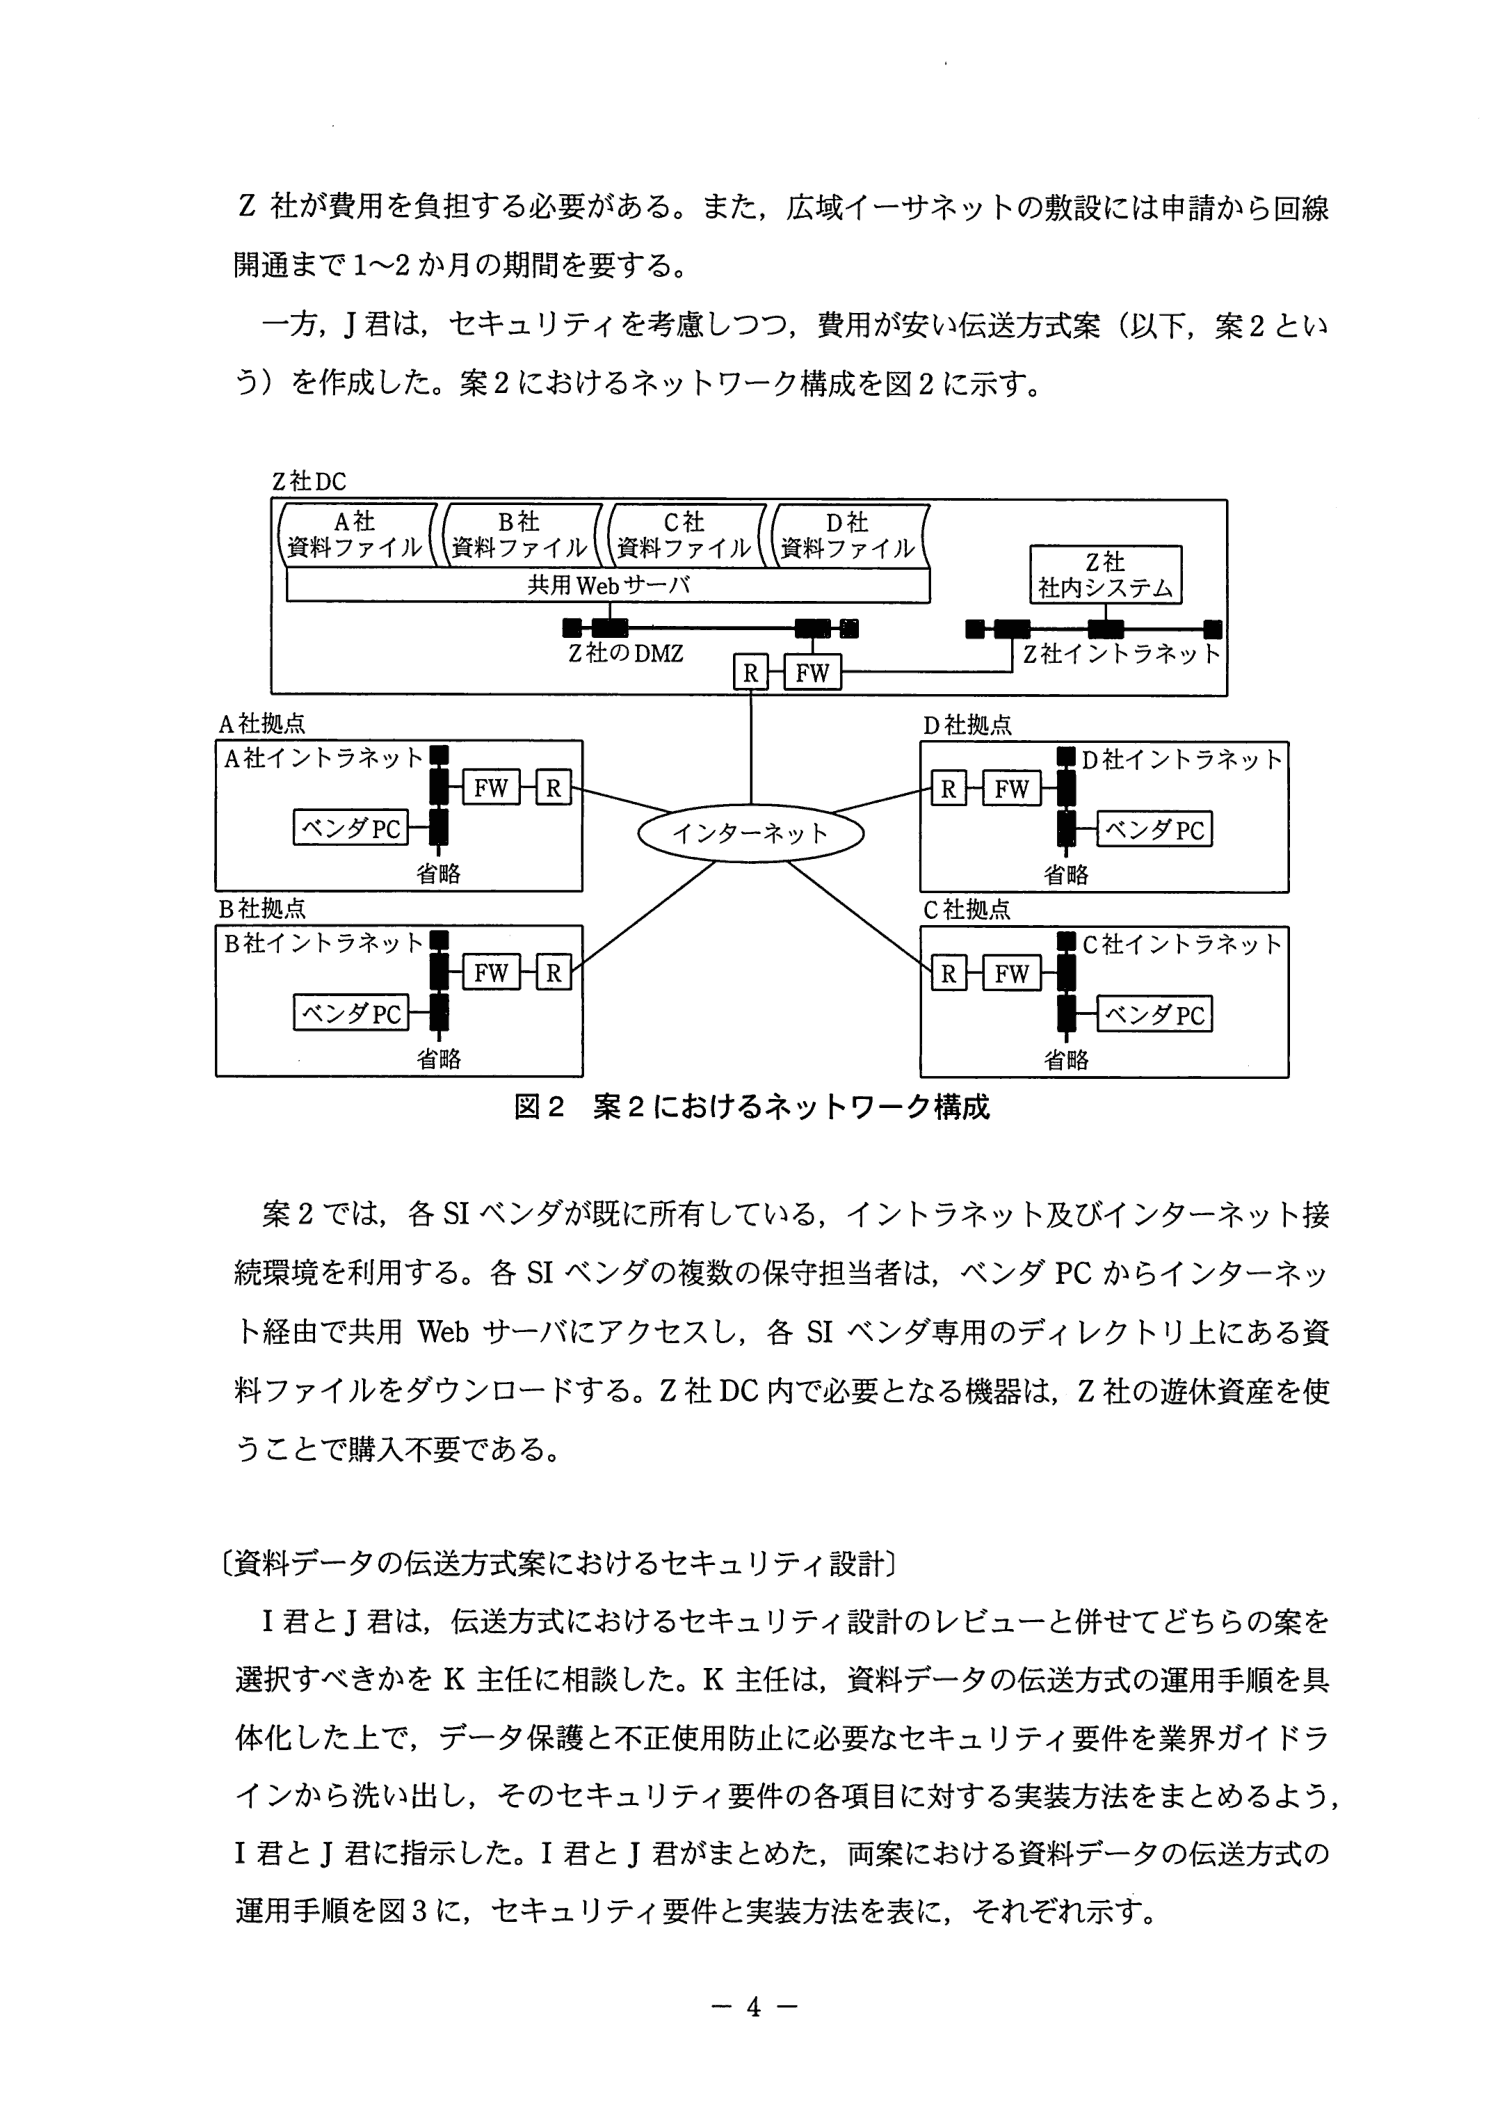 Z 社が費用を負担する必要がある。また，広域イーサネットの敷設には申請から回線
開通まで1～2か月の期間を要する。
一方，J君は，セキュリティを考慮しつつ，費用が安い伝送方式案（以下，案2とい
う）を作成した。案2におけるネットワーク構成を図2に示す。
Z社DC
A社
資料ファイル
B社
資料ファイル
C社
資料ファイル
D社
資料ファイル
共用Webサーバ
Z社
社内システム
Z社のDMZ
R
FW
Z社イントラネット
A社拠点
A社イントラネット
FW
R
ベンダPC
省略
D社拠点
D社イントラネット
R
FW
ベンダPC
省略
インターネット
B社拠点
B社イントラネット
FW
R
ベンダPC
省略
C社拠点
C社イントラネット
R
FW
ベンダPC
省略
図2　案2におけるネットワーク構成
案2では，各SIベンダが既に所有している，イントラネット及びインターネット接
続環境を利用する。各SIベンダの複数の保守担当者は，ベンダPCからインターネッ
ト経由で共用 Web サーバにアクセスし，各 SI ベンダ専用のディレクトリ上にある資
料ファイルをダウンロードする。Z社DC内で必要となる機器は，Z社の遊休資産を使
うことで購入不要である。
〔資料データの伝送方式案におけるセキュリティ設計〕
I君とJ君は，伝送方式におけるセキュリティ設計のレビューと併せてどちらの案を
選択すべきかを K 主任に相談した。K 主任は，資料データの伝送方式の運用手順を具
体化した上で，データ保護と不正使用防止に必要なセキュリティ要件を業界ガイドラ
インから洗い出し，そのセキュリティ要件の各項目に対する実装方法をまとめるよう，
I君とJ君に指示した。I君とJ君がまとめた，両案における資料データの伝送方式の
運用手順を図3に，セキュリティ要件と実装方法を表に，それぞれ示す。
－ 4 －